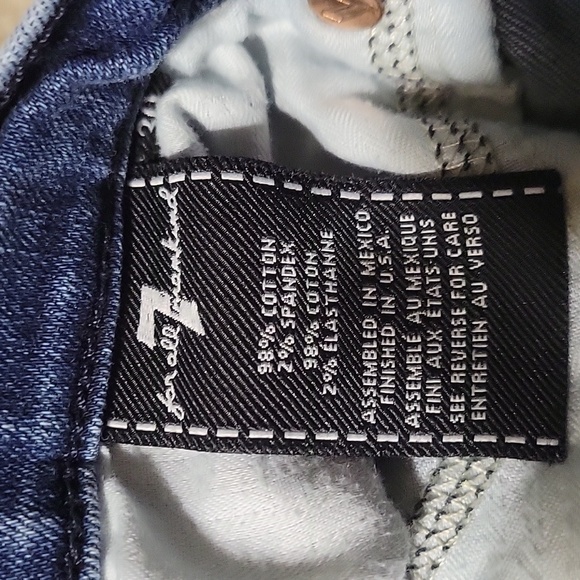 for all 7 mankind
98% COTTON
2% SPANDEX
98% COTON
2% ÉLASTHANNE
ASSEMBLED IN MEXICO
FINISHED IN U.S.A.
ASSEMBLE AU MEXIQUE
FINI AUX ÉTATS-UNIS
SEE REVERSE FOR CARE
ENTRETIEN AU VERSO